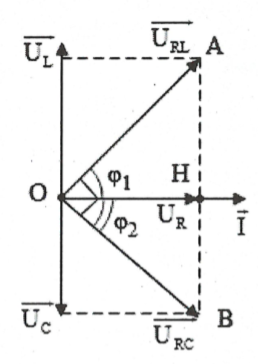 U_L U_RL A
φ₁
O H
U_R I
φ₂
U_C U_RC B